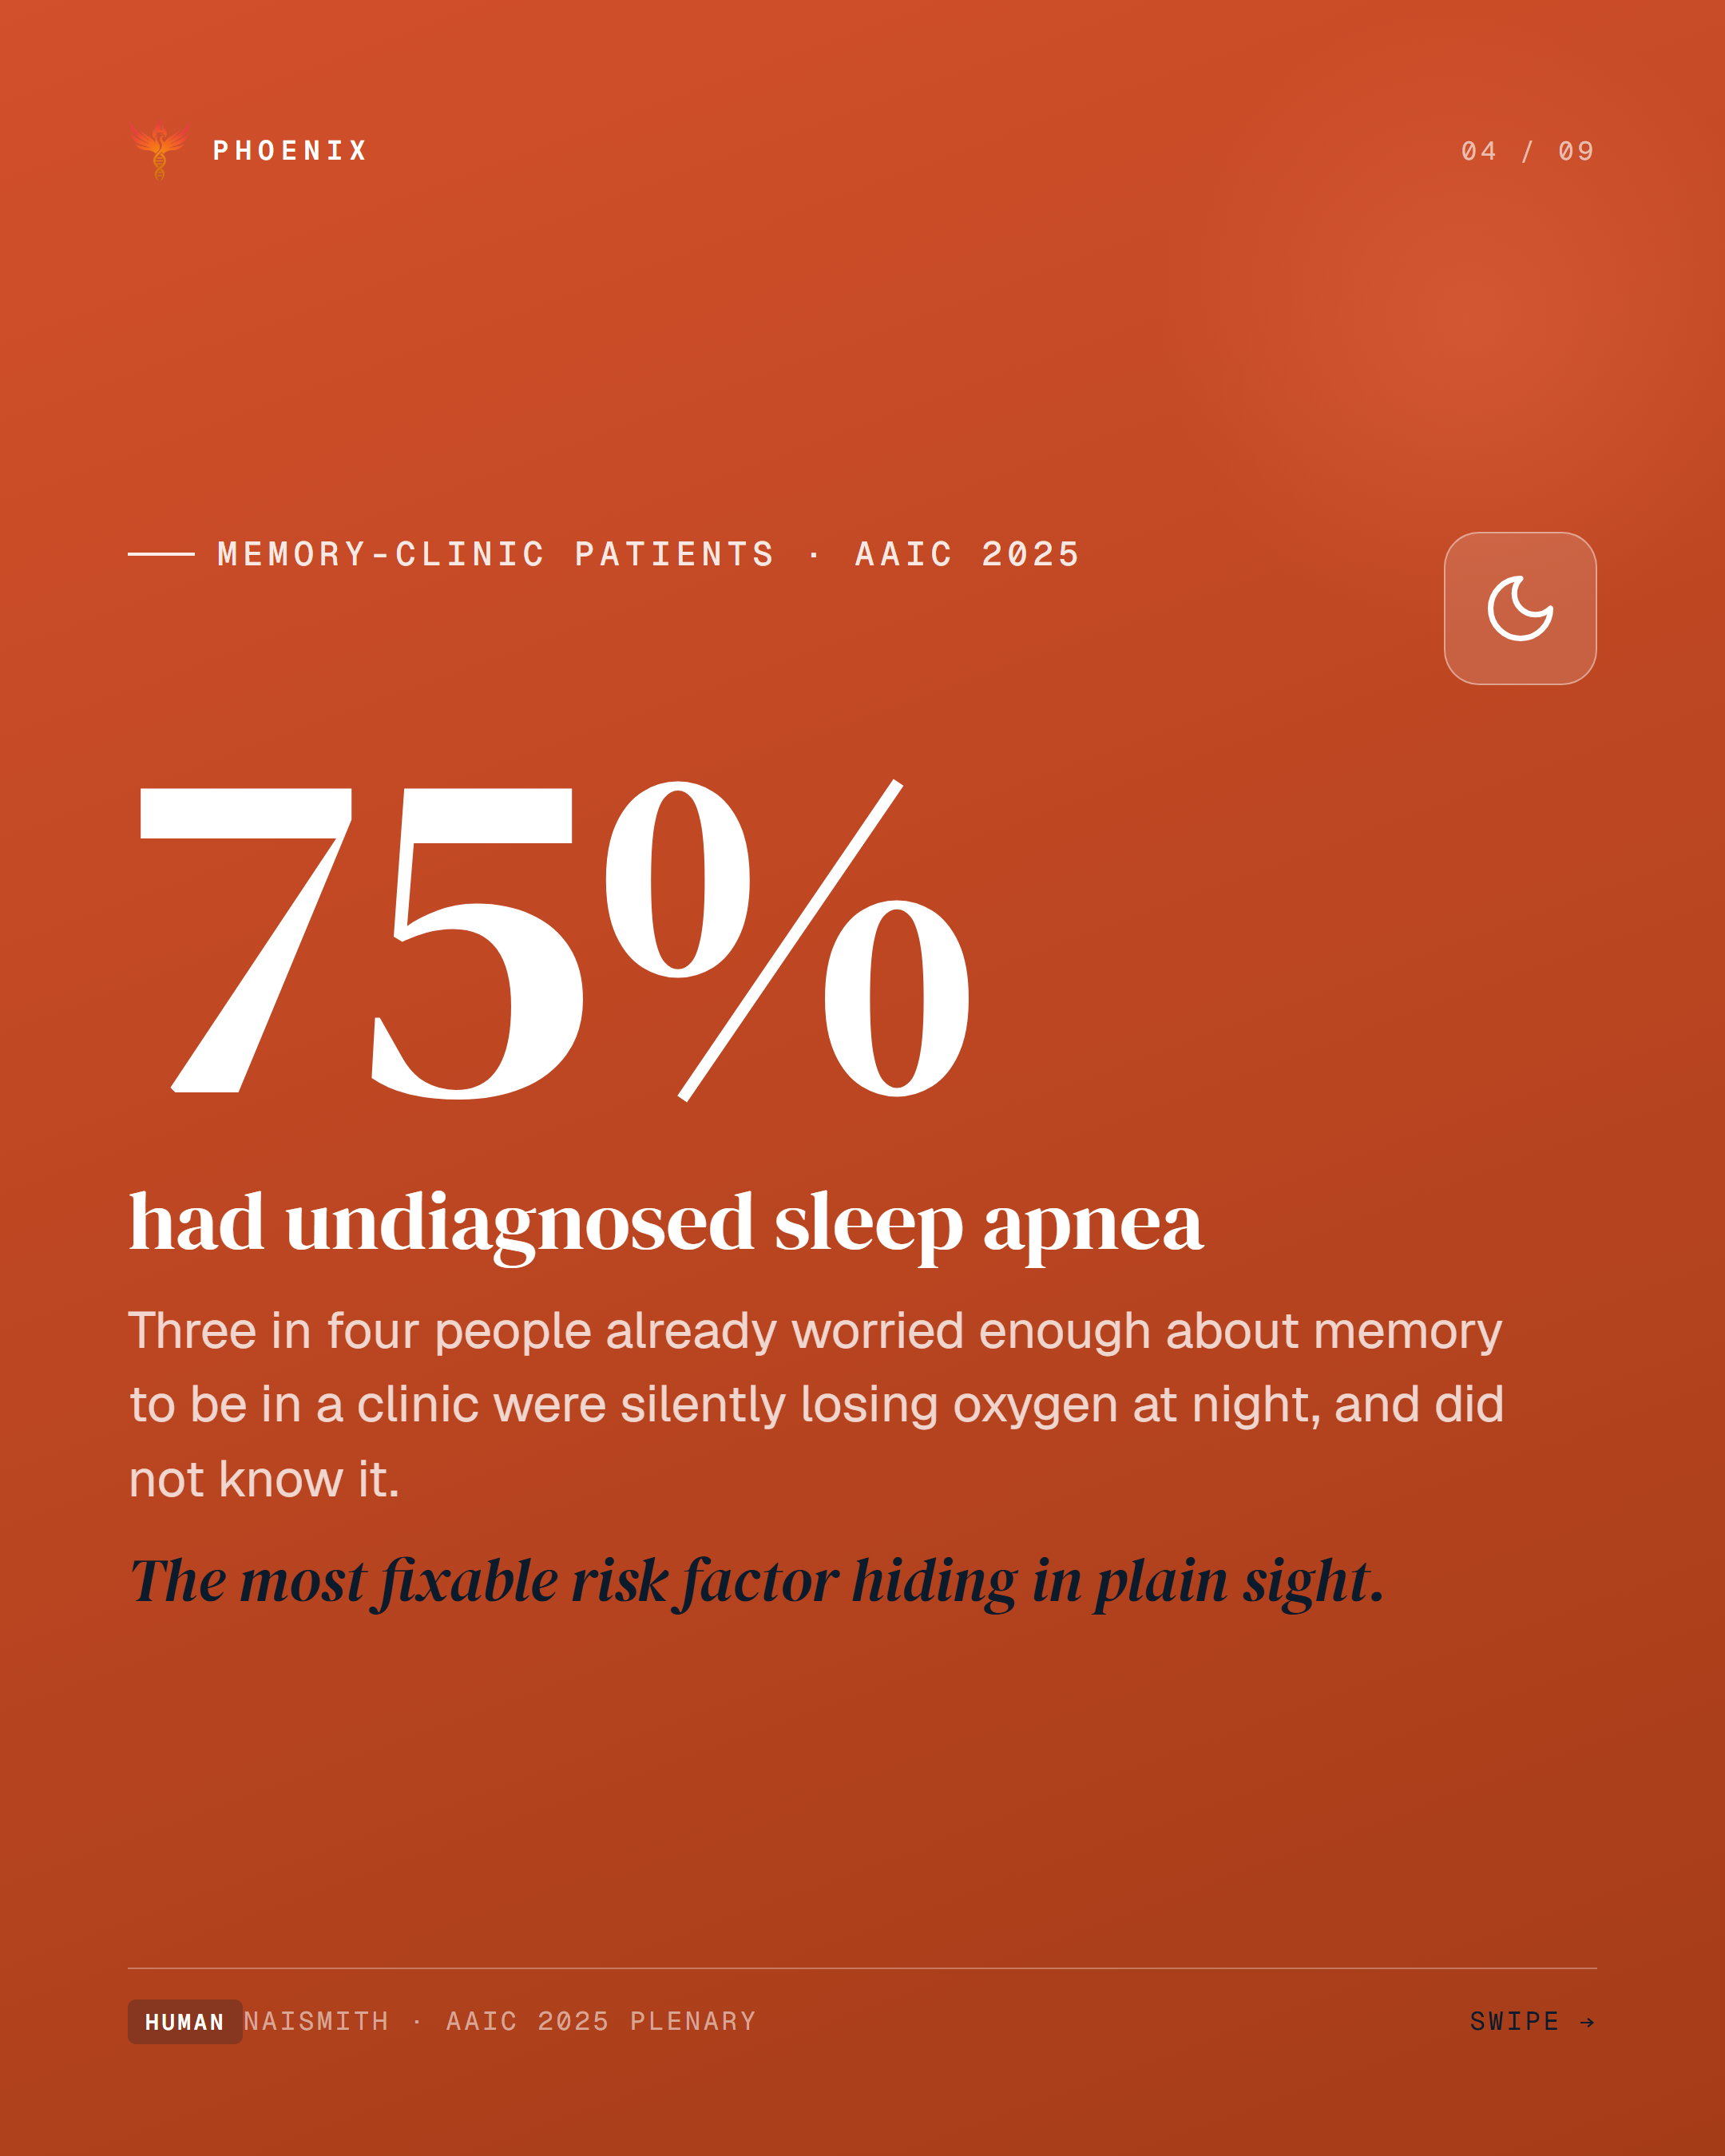 PHOENIX
04 / 09
MEMORY-CLINIC PATIENTS · AAIC 2025
75%
had undiagnosed sleep apnea
Three in four people already worried enough about memory
to be in a clinic were silently losing oxygen at night, and did
not know it.
The most fixable risk factor hiding in plain sight.
HUMAN NAISMITH · AAIC 2025 PLENARY
SWIPE →